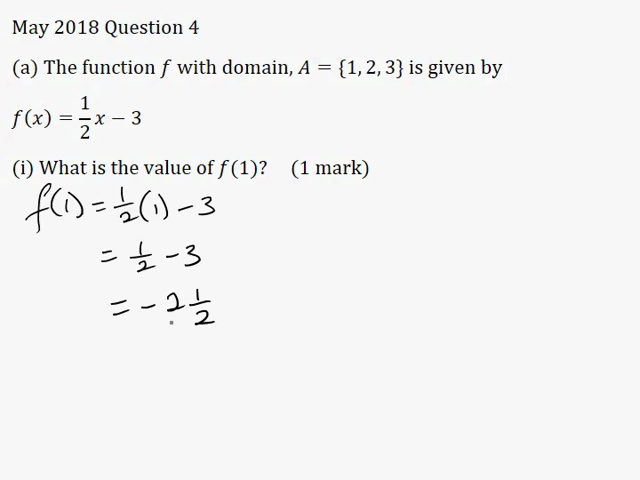 May 2018 Question 4
(a) The function f with domain, A = {1, 2, 3} is given by
f(x) = 1/2 x − 3
(i) What is the value of f(1)? (1 mark)
f(1) = 1/2 (1) − 3
= 1/2 − 3
= − 2 1/2